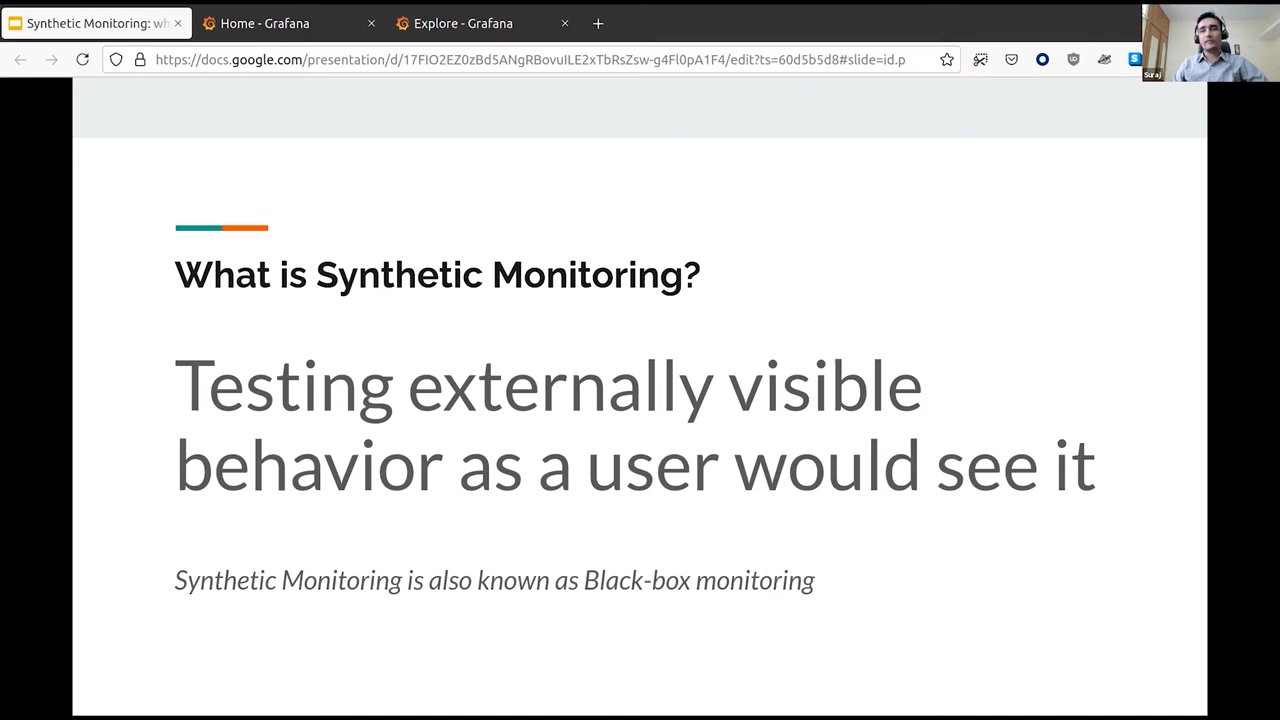 Synthetic Monitoring: wh
Home - Grafana
Explore - Grafana
https://docs.google.com/presentation/d/17FIO2EZ0zBd5ANgRBovuILE2xTbRsZsw-g4Fl0pA1F4/edit?ts=60d5b5d8#slide=id.p
Suraj
What is Synthetic Monitoring?
Testing externally visible
behavior as a user would see it
Synthetic Monitoring is also known as Black-box monitoring